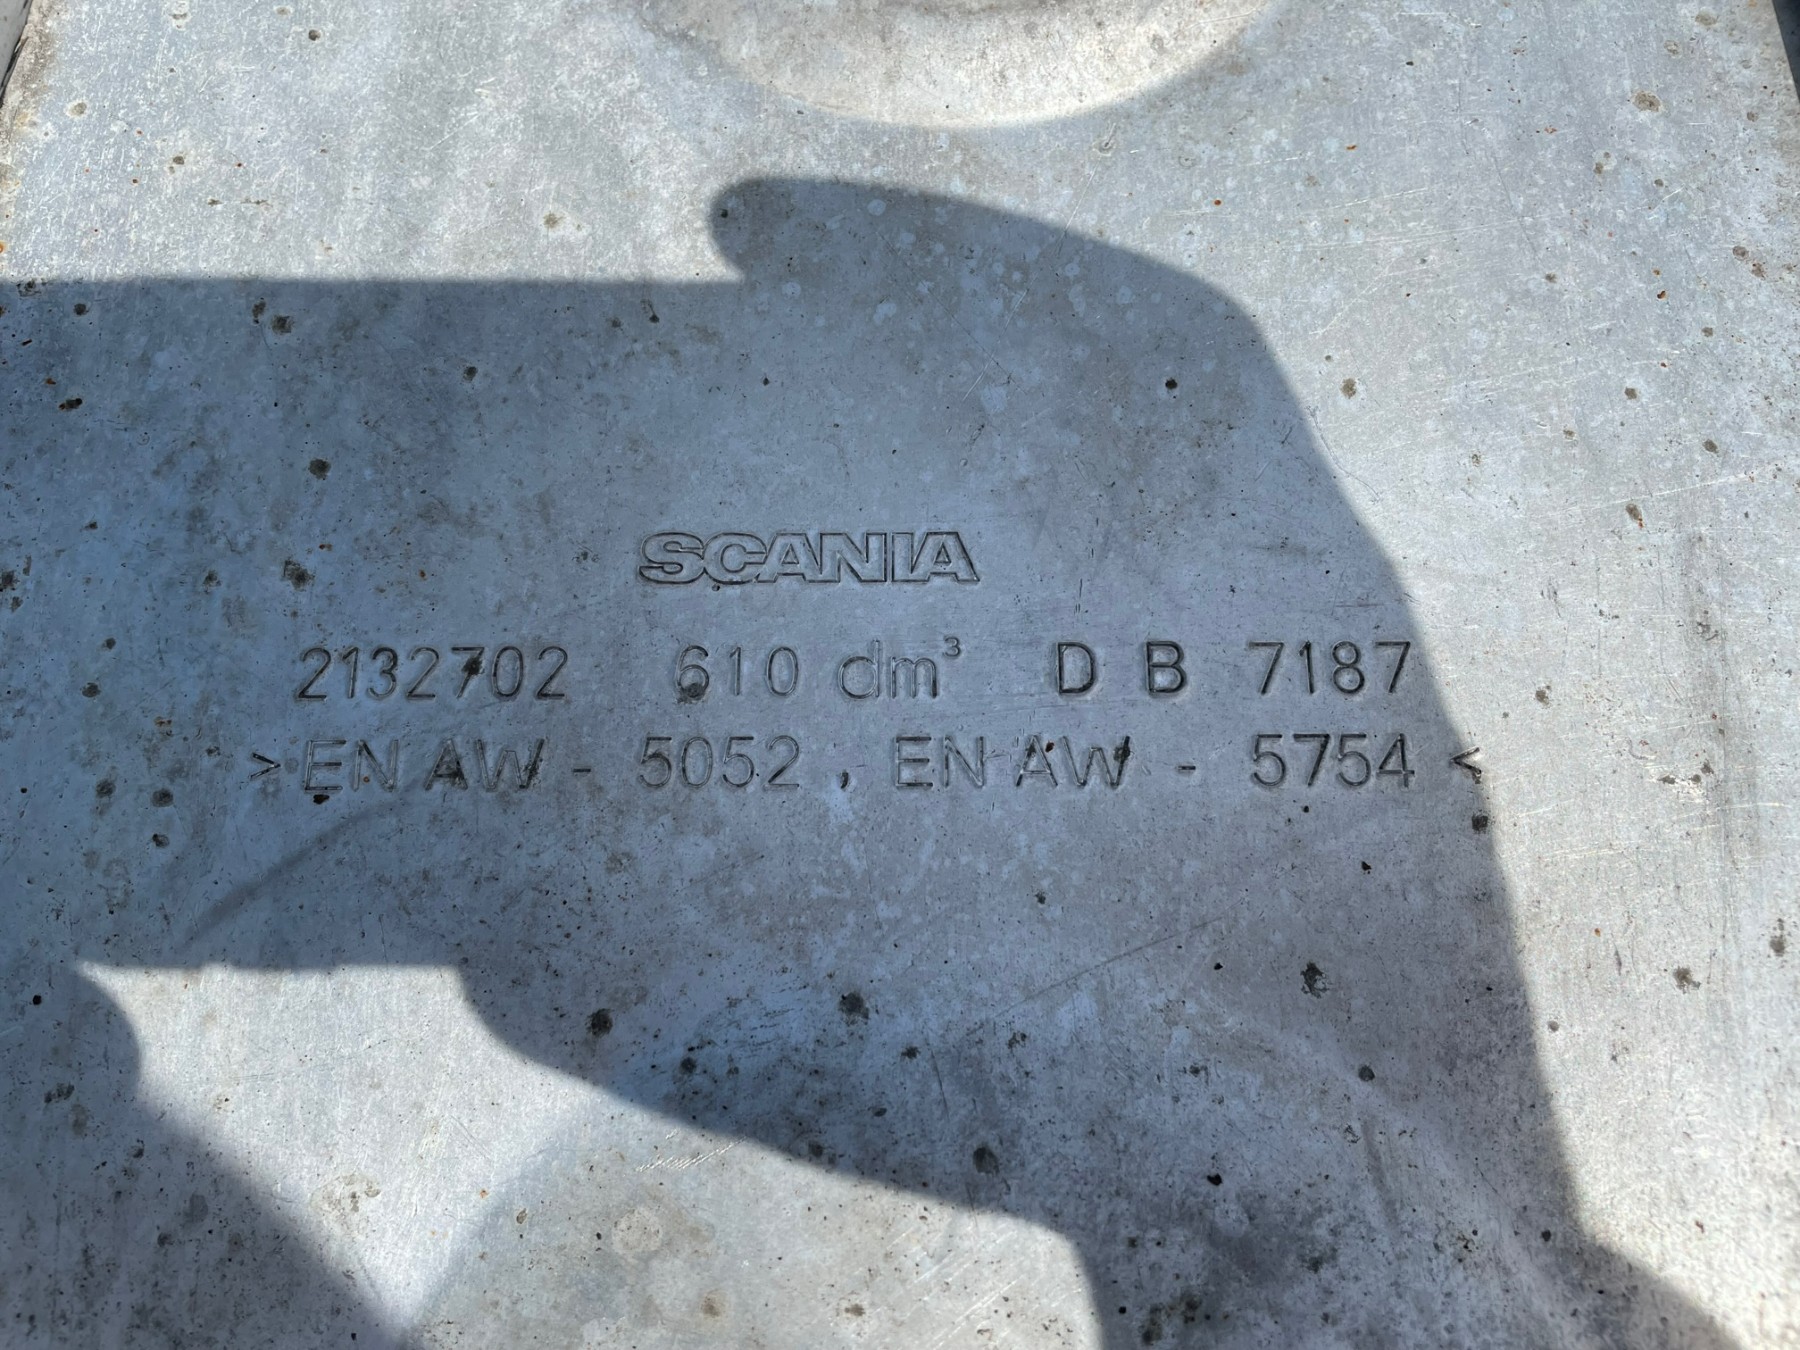 SCANIA
2132702 610 dm³ D B 7187
>EN AW - 5052, EN AW - 5754<